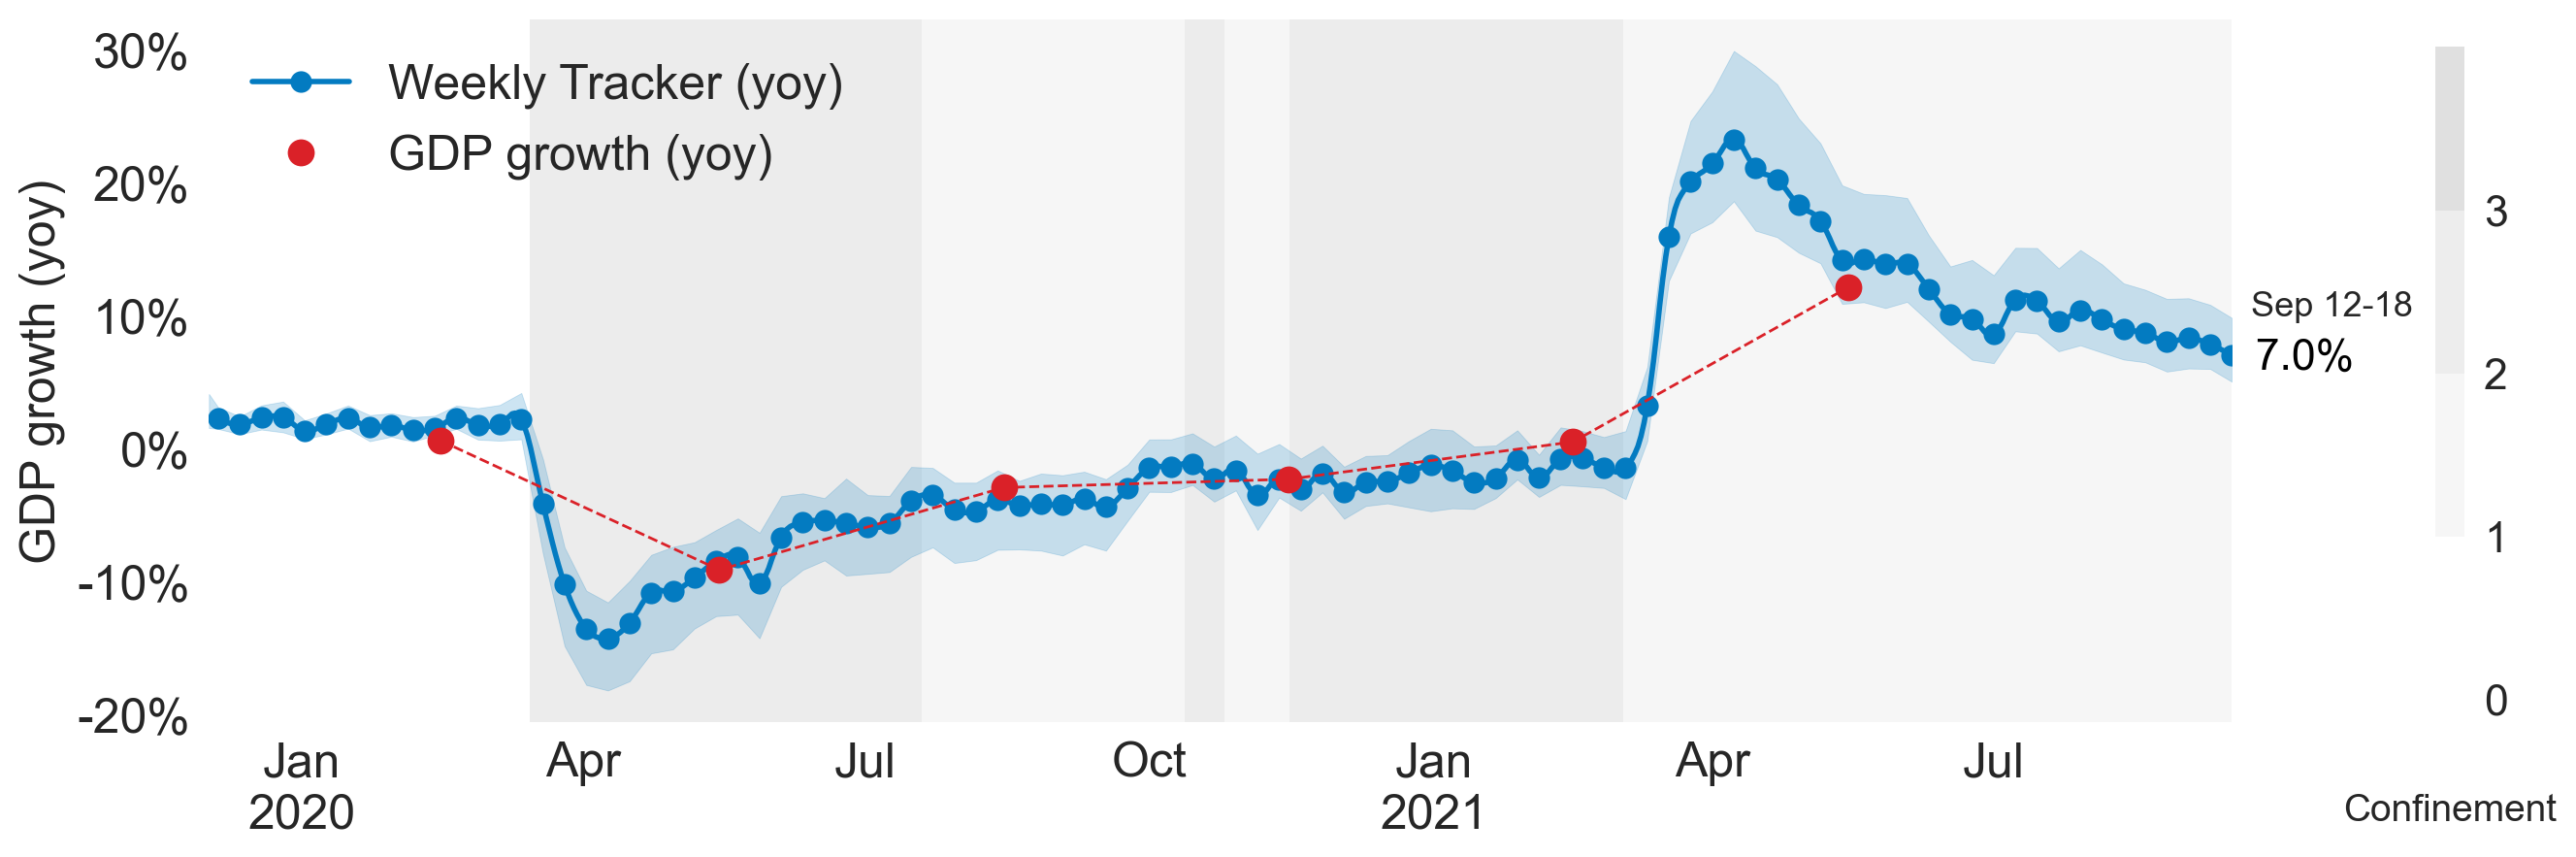 GDP growth (yoy)
30%
20%
10%
0%
-10%
-20%
Weekly Tracker (yoy)
GDP growth (yoy)
Sep 12-18
7.0%
3
2
1
0
Jan Apr Jul Oct Jan Apr Jul
2020 2021
Confinement